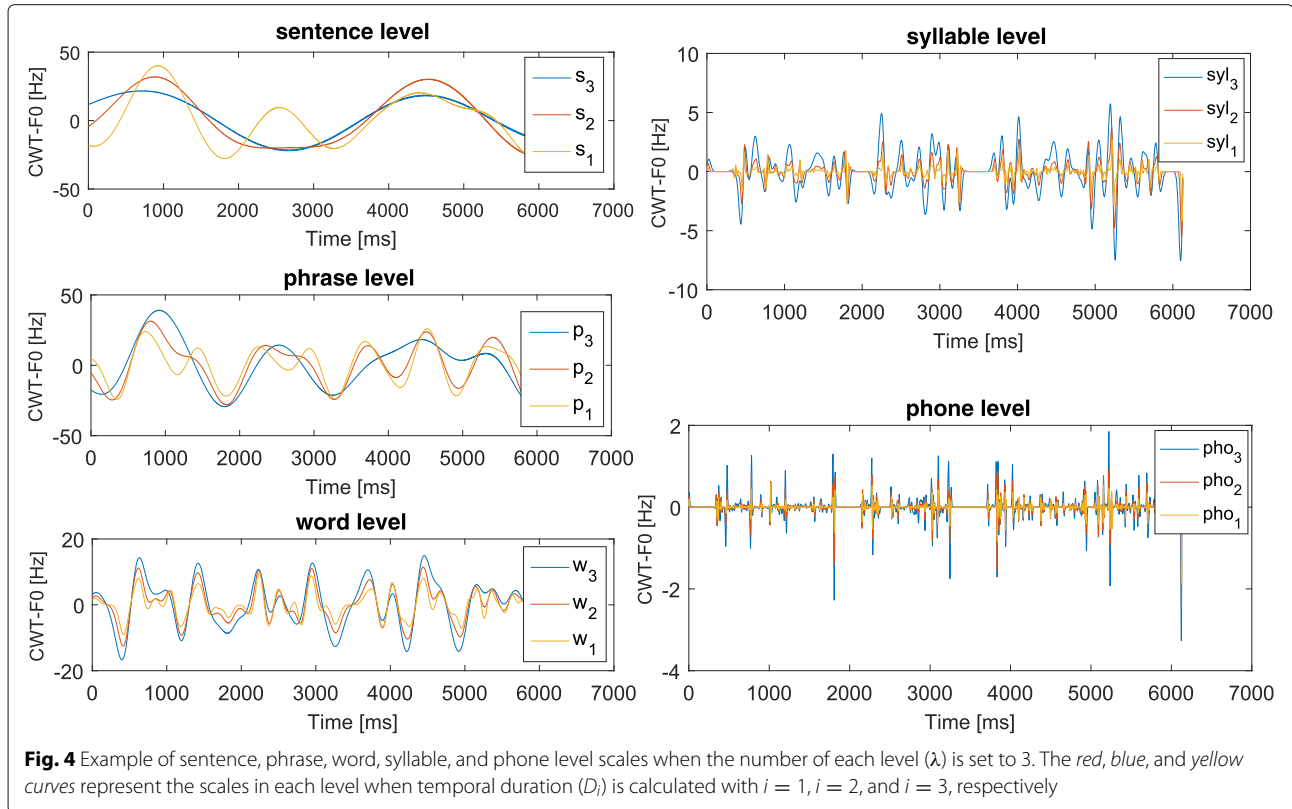 sentence level
50
0
-50
CWT-F0 [Hz]
0 1000 2000 3000 4000 5000 6000 7000
Time [ms]
s3
s2
s1
phrase level
50
0
-50
CWT-F0 [Hz]
0 1000 2000 3000 4000 5000 6000 7000
Time [ms]
p3
p2
p1
word level
20
0
-20
CWT-F0 [Hz]
0 1000 2000 3000 4000 5000 6000 7000
Time [ms]
w3
w2
w1
syllable level
10
5
0
-5
-10
CWT-F0 [Hz]
0 1000 2000 3000 4000 5000 6000 7000
Time [ms]
syl3
syl2
syl1
phone level
2
0
-2
-4
CWT-F0 [Hz]
0 1000 2000 3000 4000 5000 6000 7000
Time [ms]
pho3
pho2
pho1
Fig. 4 Example of sentence, phrase, word, syllable, and phone level scales when the number of each level (λ) is set to 3. The red, blue, and yellow
curves represent the scales in each level when temporal duration (Di) is calculated with i = 1, i = 2, and i = 3, respectively